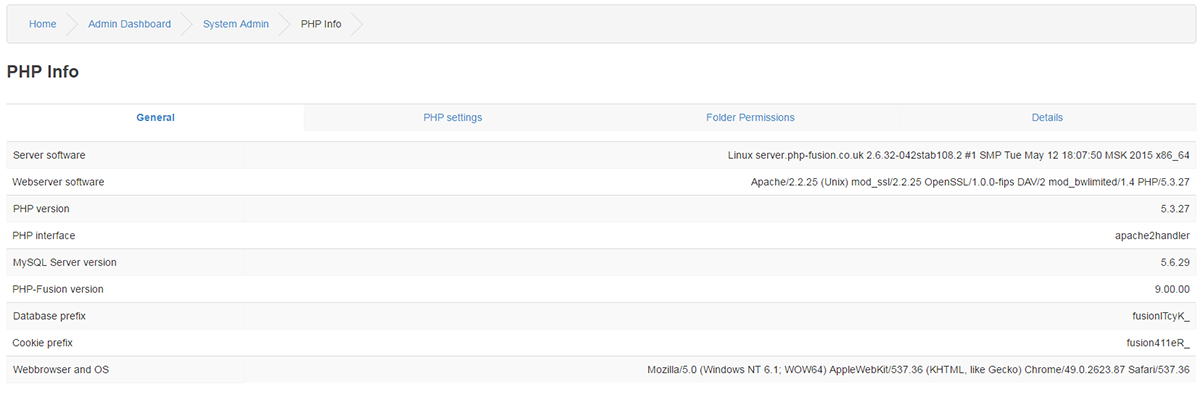 Home Admin Dashboard System Admin PHP Info
PHP Info
General PHP settings Folder Permissions Details
Server software Linux server.php-fusion.co.uk 2.6.32-042stab108.2 #1 SMP Tue May 12 18:07:50 MSK 2015 x86_64
Webserver software Apache/2.2.25 (Unix) mod_ssl/2.2.25 OpenSSL/1.0.0-fips DAV/2 mod_bwlimited/1.4 PHP/5.3.27
PHP version 5.3.27
PHP interface apache2handler
MySQL Server version 5.6.29
PHP-Fusion version 9.00.00
Database prefix fusionITcyK_
Cookie prefix fusion411eR_
Webbrowser and OS Mozilla/5.0 (Windows NT 6.1; WOW64) AppleWebKit/537.36 (KHTML, like Gecko) Chrome/49.0.2623.87 Safari/537.36